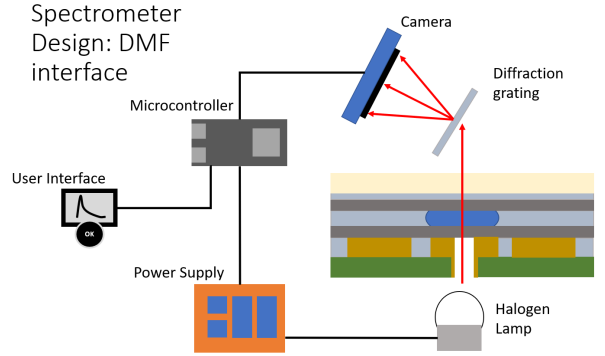 Spectrometer
Design: DMF
interface
Camera
Diffraction
grating
Microcontroller
User Interface
OK
Power Supply
Halogen
Lamp